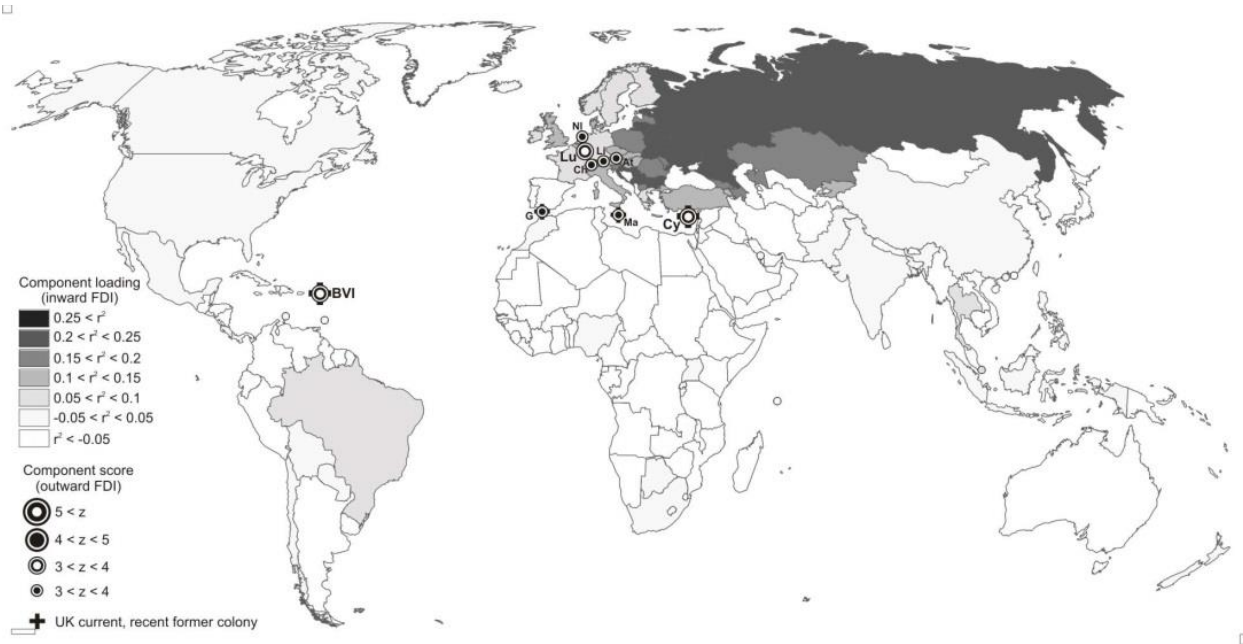 Nl
Lu
Li
At
Ch
G
Ma
Cy
BVI
Component loading
(inward FDI)
0.25 < r²
0.2 < r² < 0.25
0.15 < r² < 0.2
0.1 < r² < 0.15
0.05 < r² < 0.1
-0.05 < r² < 0.05
r² < -0.05
Component score
(outward FDI)
5 < z
4 < z < 5
3 < z < 4
3 < z < 4
UK current, recent former colony